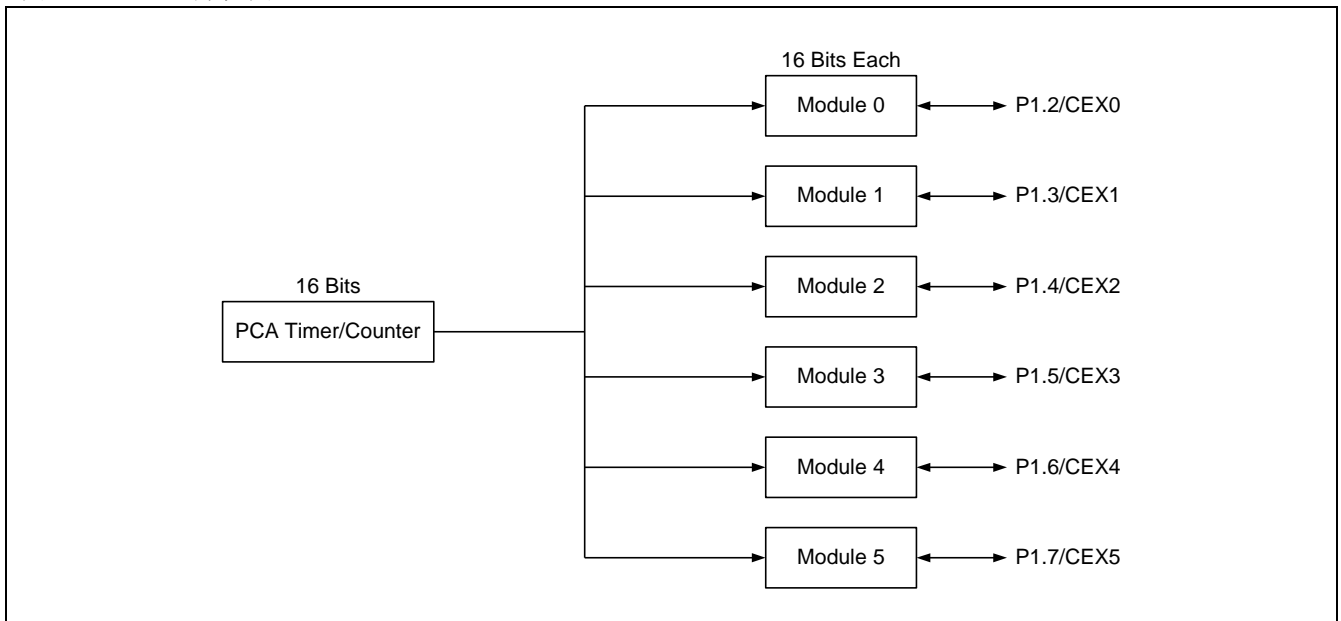 16 Bits Each
Module 0
P1.2/CEX0
Module 1
P1.3/CEX1
Module 2
P1.4/CEX2
16 Bits
PCA Timer/Counter
Module 3
P1.5/CEX3
Module 4
P1.6/CEX4
Module 5
P1.7/CEX5